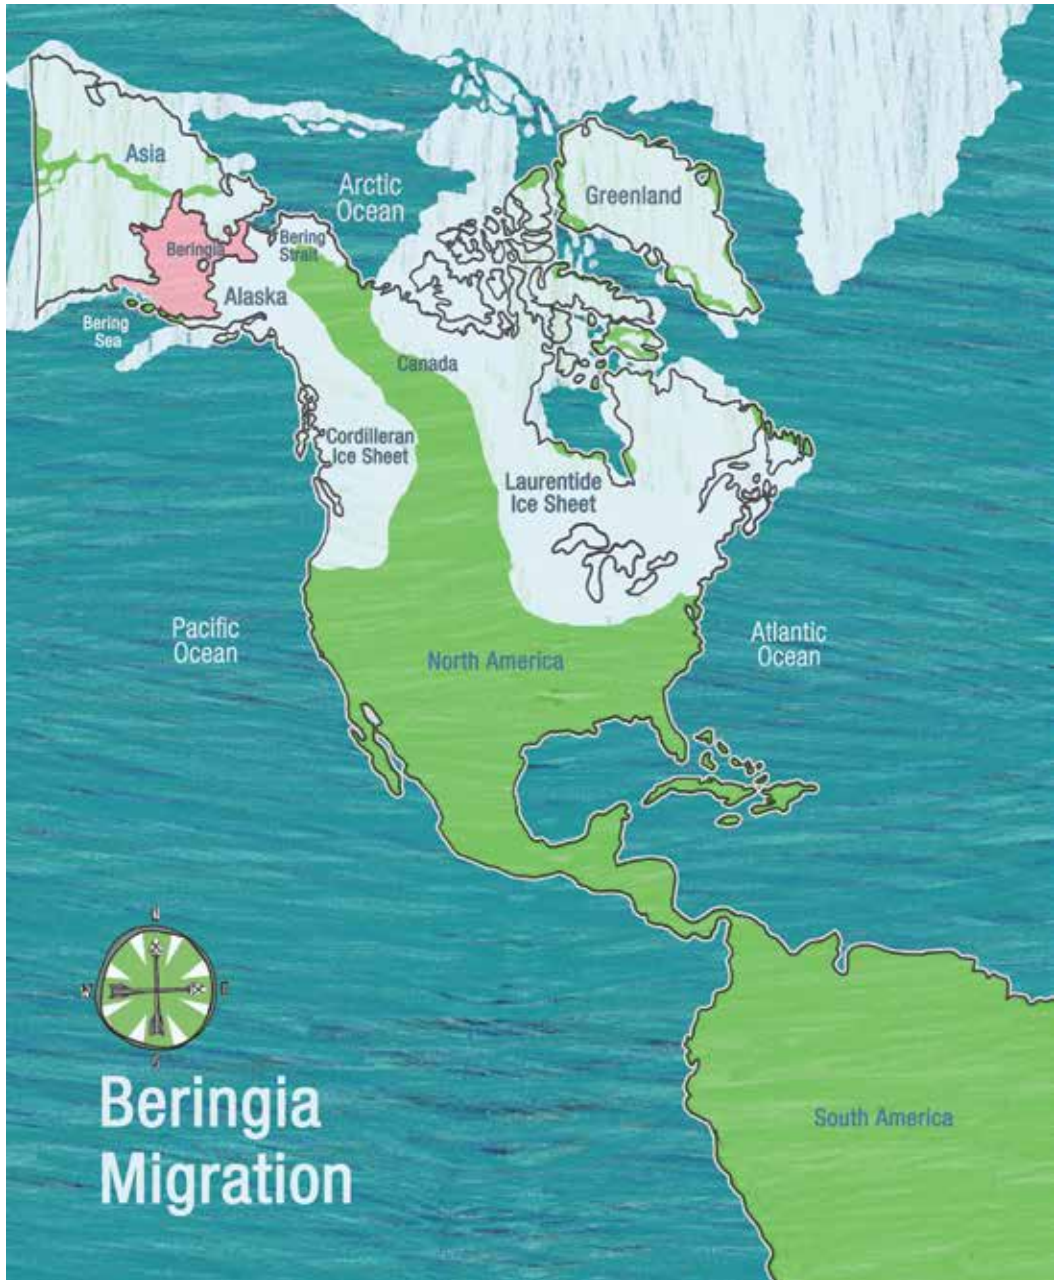 Asia
Arctic
Ocean
Greenland
Beringia
Bering
Strait
Alaska
Bering
Sea
Canada
Cordilleran
Ice Sheet
Laurentide
Ice Sheet
Pacific
Ocean
North America
Atlantic
Ocean
N
W
E
S
Beringia
Migration
South America